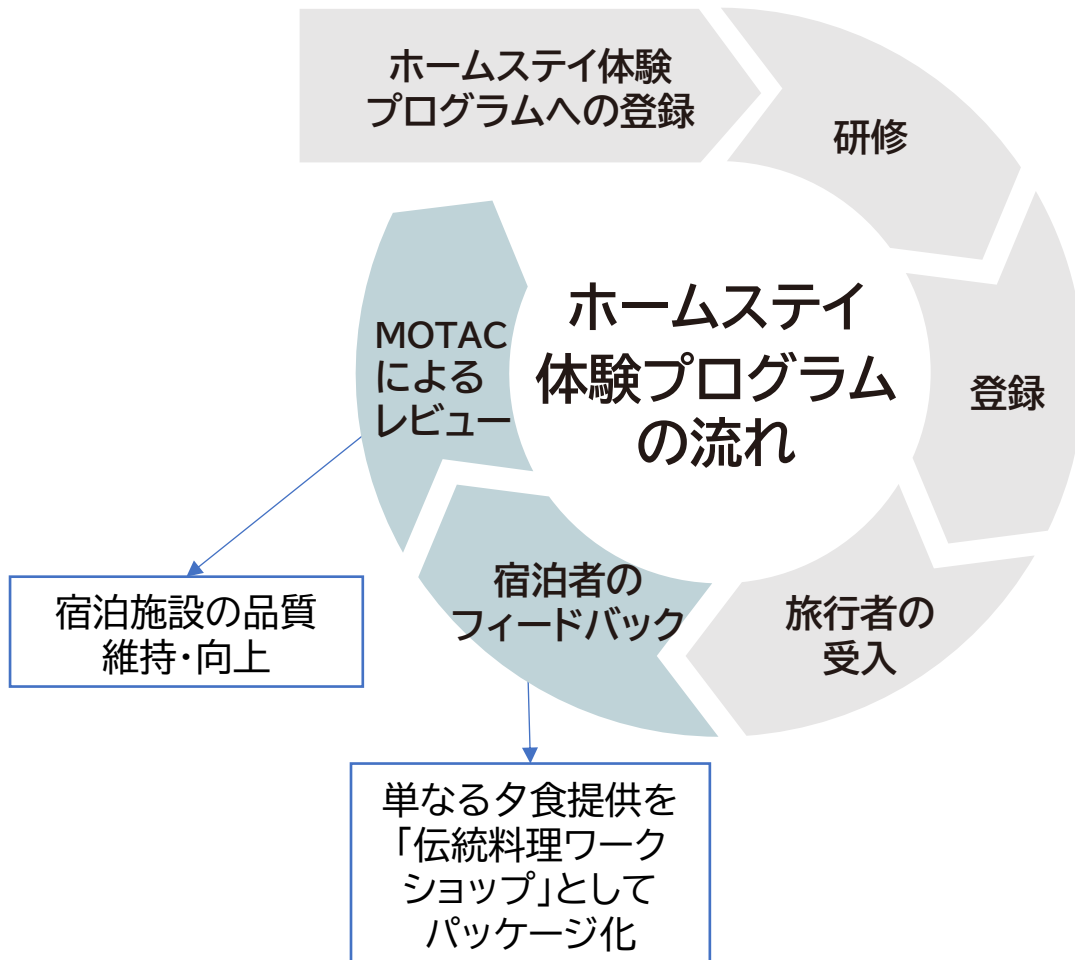 ホームステイ体験
プログラムへの登録
研修
登録
旅行者の
受入
宿泊者の
フィードバック
MOTAC
による
レビュー
ホームステイ
体験プログラム
の流れ
宿泊施設の品質
維持・向上
単なる夕食提供を
「伝統料理ワーク
ショップ」として
パッケージ化